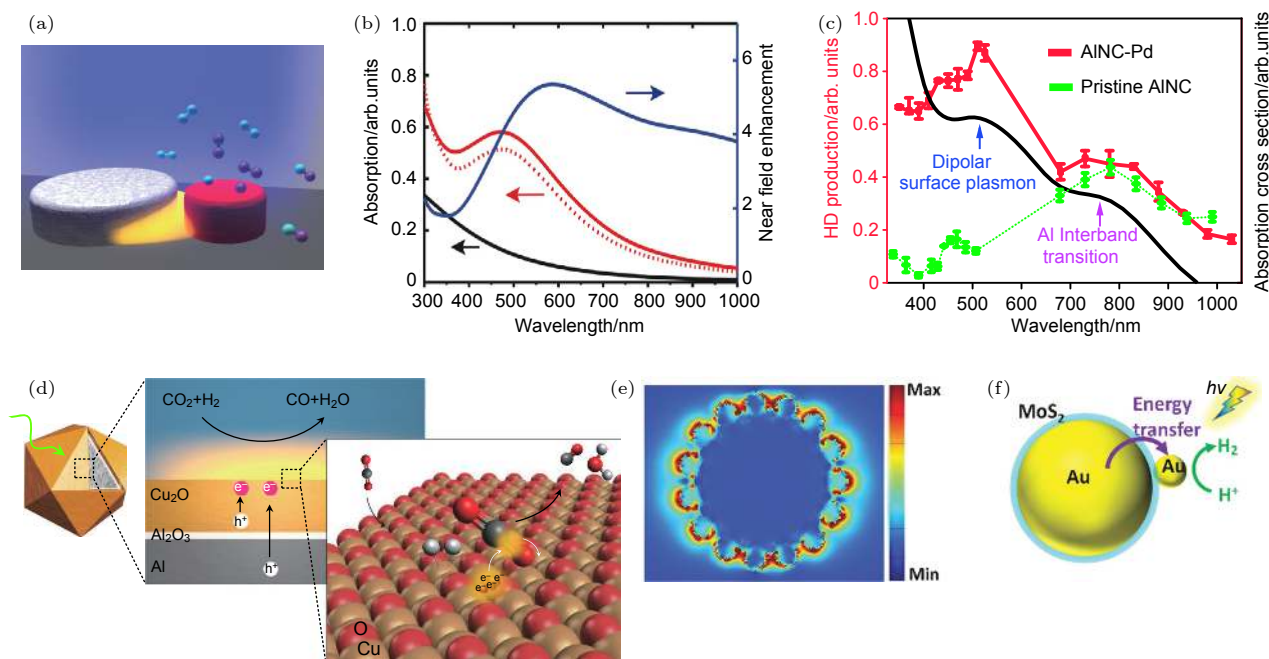 (a)
(b)
Absorption/arb.units
1.0
0.8
0.6
0.4
0.2
0
300 400 500 600 700 800 900 1000
Wavelength/nm
6
4
2
0
Near field enhancement
(c)
HD production/arb. units
1.0
0.8
0.6
0.4
0.2
0
AlNC-Pd
Pristine AlNC
Dipolar
surface plasmon
Al Interband
transition
400 500 600 700 800 900 1000
Wavelength/nm
Absorption cross section/arb.units
(d)
CO2+H2
CO+H2O
Cu2O
e−
e−
h+
Al2O3
Al
h+
e− e−
e−e−e−
O
Cu
(e)
Max
Min
(f)
hv
MoS2
Energy
transfer
Au
Au
H2
H+